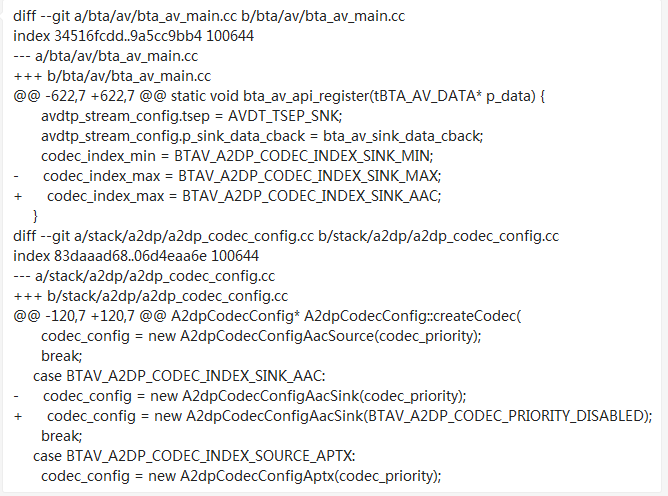 diff --git a/bta/av/bta_av_main.cc b/bta/av/bta_av_main.cc
index 34516fcdd..9a5cc9bb4 100644
--- a/bta/av/bta_av_main.cc
+++ b/bta/av/bta_av_main.cc
@@ -622,7 +622,7 @@ static void bta_av_api_register(tBTA_AV_DATA* p_data) {
avdtp_stream_config.tsep = AVDT_TSEP_SNK;
avdtp_stream_config.p_sink_data_cback = bta_av_sink_data_cback;
codec_index_min = BTAV_A2DP_CODEC_INDEX_SINK_MIN;
- codec_index_max = BTAV_A2DP_CODEC_INDEX_SINK_MAX;
+ codec_index_max = BTAV_A2DP_CODEC_INDEX_SINK_AAC;
}
diff --git a/stack/a2dp/a2dp_codec_config.cc b/stack/a2dp/a2dp_codec_config.cc
index 83daaad68..06d4eaa6e 100644
--- a/stack/a2dp/a2dp_codec_config.cc
+++ b/stack/a2dp/a2dp_codec_config.cc
@@ -120,7 +120,7 @@ A2dpCodecConfig* A2dpCodecConfig::createCodec(
codec_config = new A2dpCodecConfigAacSource(codec_priority);
break;
case BTAV_A2DP_CODEC_INDEX_SINK_AAC:
- codec_config = new A2dpCodecConfigAacSink(codec_priority);
+ codec_config = new A2dpCodecConfigAacSink(BTAV_A2DP_CODEC_PRIORITY_DISABLED);
break;
case BTAV_A2DP_CODEC_INDEX_SOURCE_APTX:
codec_config = new A2dpCodecConfigAptx(codec_priority);